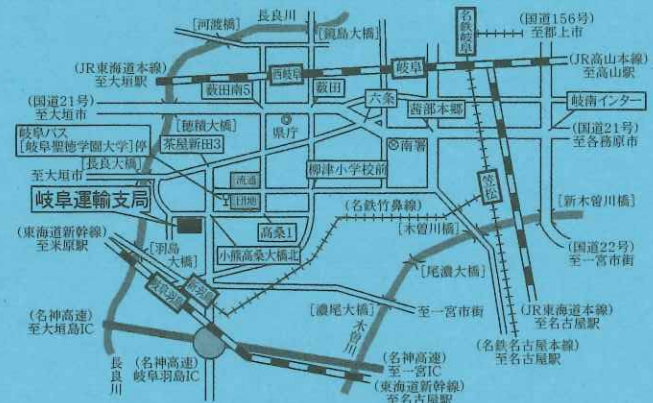 長良川
[河渡橋]
[鏡島大橋]
名鉄岐阜
(国道156号)
至郡上市
(JR東海道本線)
至大垣駅
西岐阜
岐阜
(JR高山本線)
至高山駅
(国道21号)
至大垣市
薮田南5
薮田
六条
茜部本郷
岐南インター
岐阜バス
[岐阜聖徳学園大学]停
[穂積大橋]
茶屋新田3
県庁
南署
(国道21号)
至各務原市
[長良大橋]
至大垣市
流通
団地
柳津小学校前
笠松
岐阜運輸支局
(名鉄竹鼻線)
[新木曽川橋]
高桑1
[木曽川橋]
(東海道新幹線)
至米原駅
[羽島
大橋]
小熊高桑大橋北
(国道22号)
至一宮市街
[尾濃大橋]
岐阜羽島
新羽島
[濃尾大橋]
至一宮市街
(JR東海道本線)
至名古屋駅
(名神高速)
至大垣島IC
木曽川
(名鉄名古屋本線)
至名古屋駅
長良川
(名神高速)
岐阜羽島IC
(名神高速)
至一宮IC
(東海道新幹線)
至名古屋駅